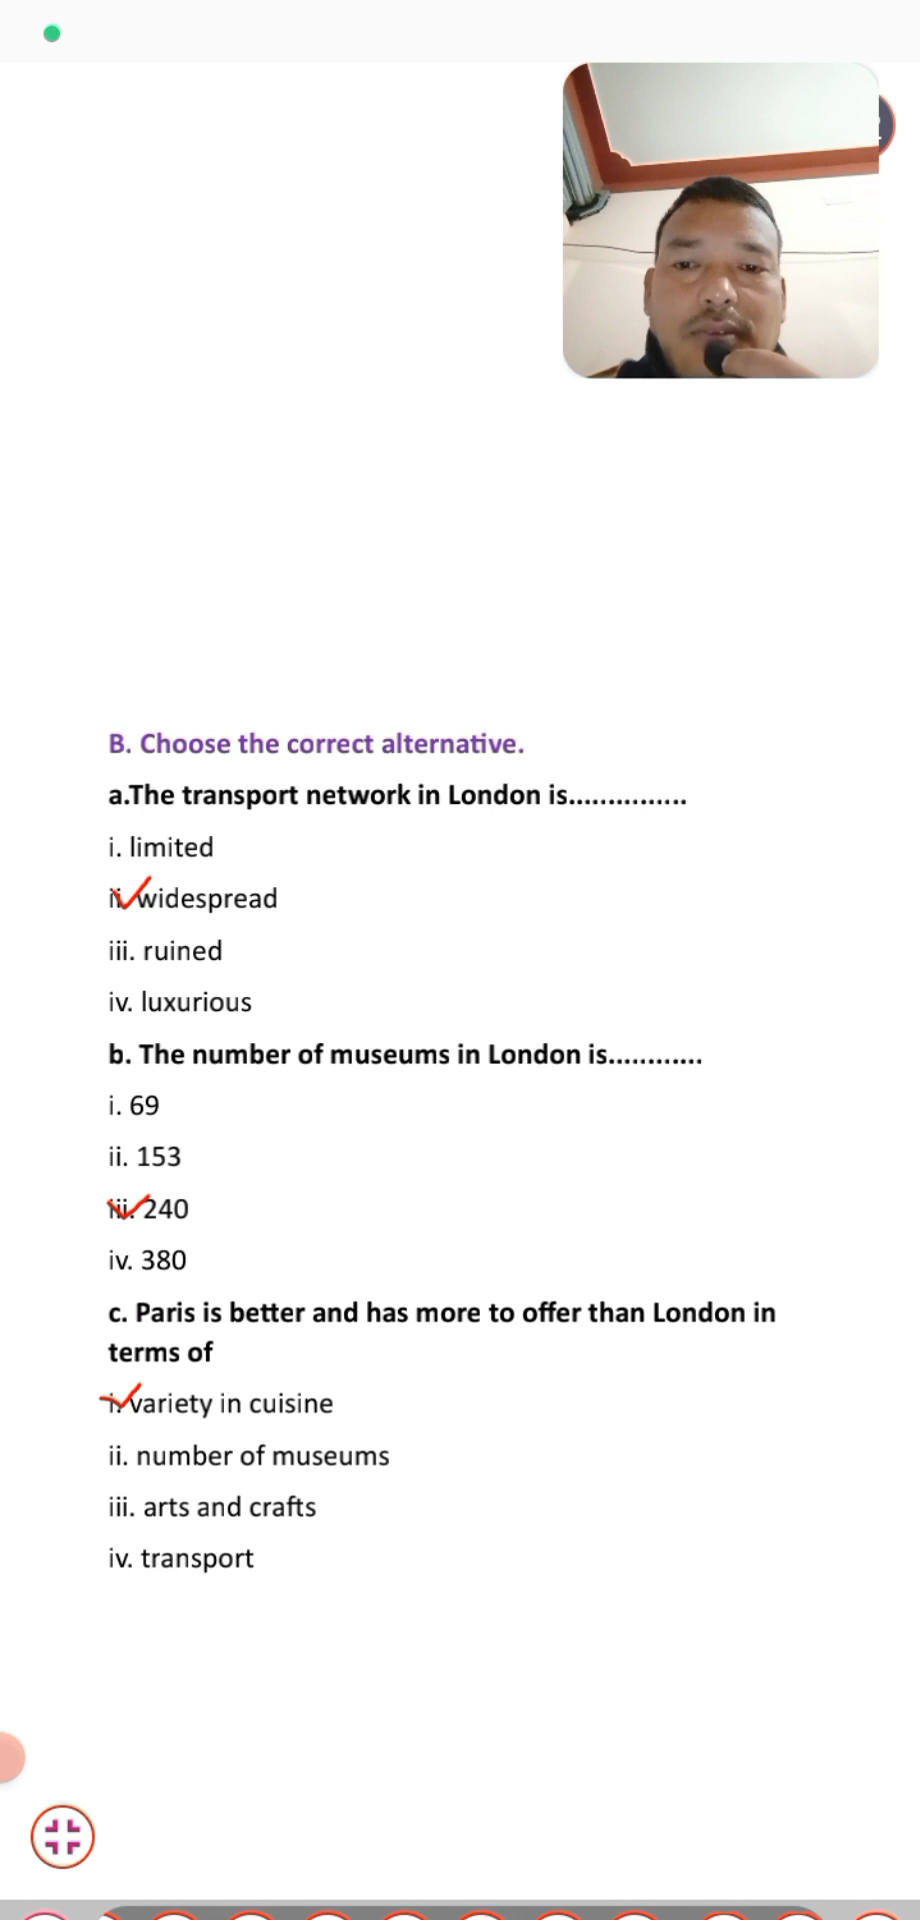 B. Choose the correct alternative.
a.The transport network in London is...............
i. limited
ii. widespread
iii. ruined
iv. luxurious
b. The number of museums in London is............
i. 69
ii. 153
iii. 240
iv. 380
c. Paris is better and has more to offer than London in
terms of
i. variety in cuisine
ii. number of museums
iii. arts and crafts
iv. transport